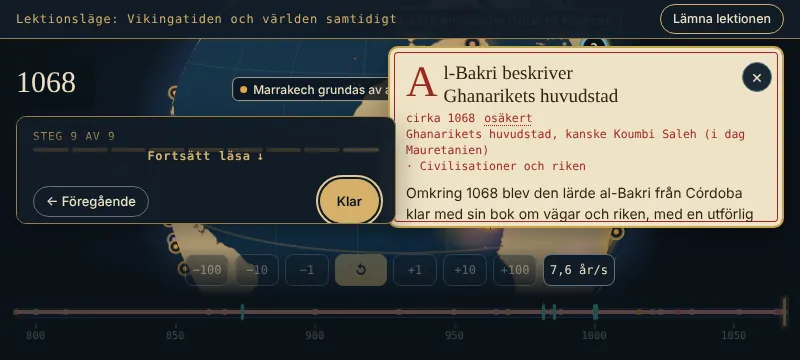 Lektionsläge: Vikingatiden och världen samtidigt
Lämna lektionen
1068
Marrakech grundas av a
STEG 9 AV 9
Fortsätt läsa ↓
← Föregående
Klar
Al-Bakri beskriver
Ghanarikets huvudstad
×
cirka 1068 osäkert
Ghanarikets huvudstad, kanske Koumbi Saleh (i dag
Mauretanien)
· Civilisationer och riken
Omkring 1068 blev den lärde al-Bakri från Córdoba
klar med sin bok om vägar och riken, med en utförlig
−100 −10 −1 ↺ +1 +10 +100 7,6 år/s
800 850 900 950 1000 1050